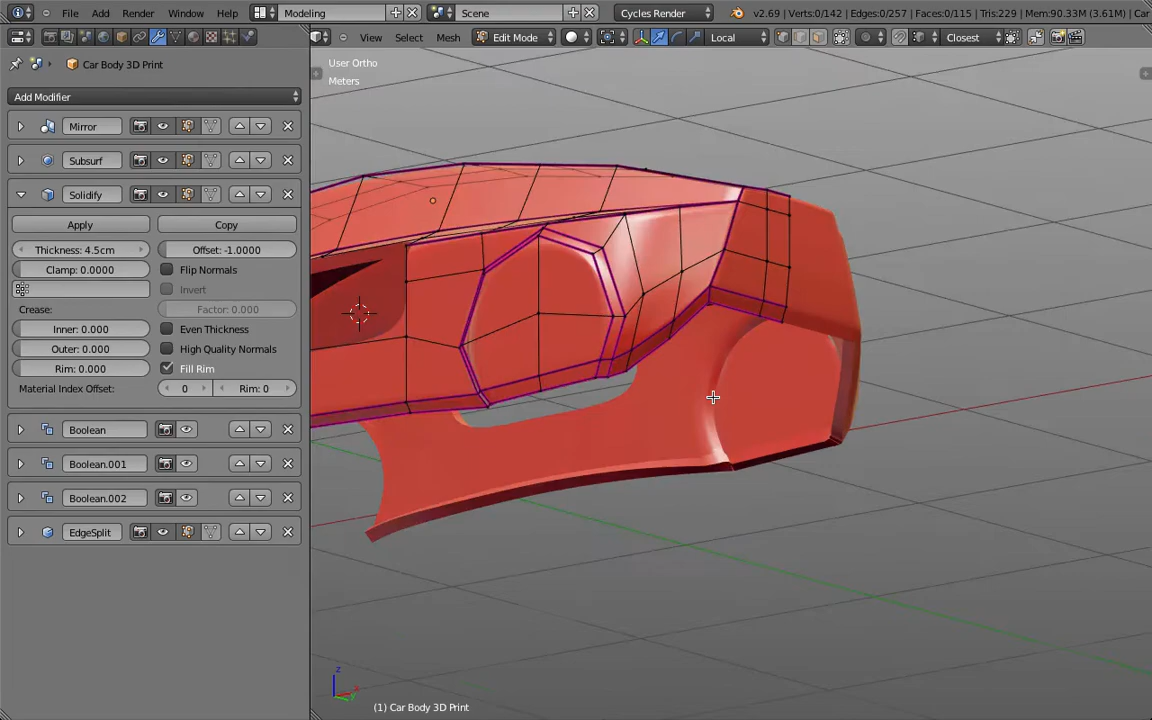 File Add Render Window Help Modeling Scene Cycles Render v2.69 | Verts:0/142 | Edges:0/257 | Faces:0/115 | Tris:229 | Mem:90.33M (3.61M) | Car
View Select Mesh Edit Mode Local Closest
Car Body 3D Print
User Ortho
Meters
Add Modifier
Mirror
Subsurf
Solidify
Apply Copy
Thickness: 4.5cm Offset: -1.0000
Clamp: 0.0000 Flip Normals
Invert
Crease: Factor: 0.000
Inner: 0.000 Even Thickness
Outer: 0.000 High Quality Normals
Rim: 0.000 Fill Rim
Material Index Offset: 0 Rim: 0
Boolean
Boolean.001
Boolean.002
EdgeSplit
z
x
y
(1) Car Body 3D Print